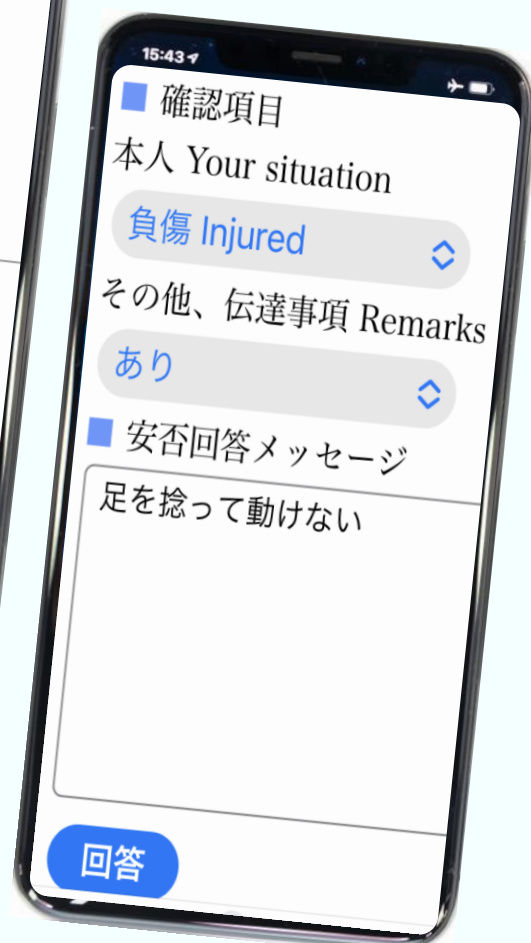 15:43
■ 確認項目
本人 Your situation
負傷 Injured
その他、伝達事項 Remarks
あり
■ 安否回答メッセージ
足を捻って動けない
回答